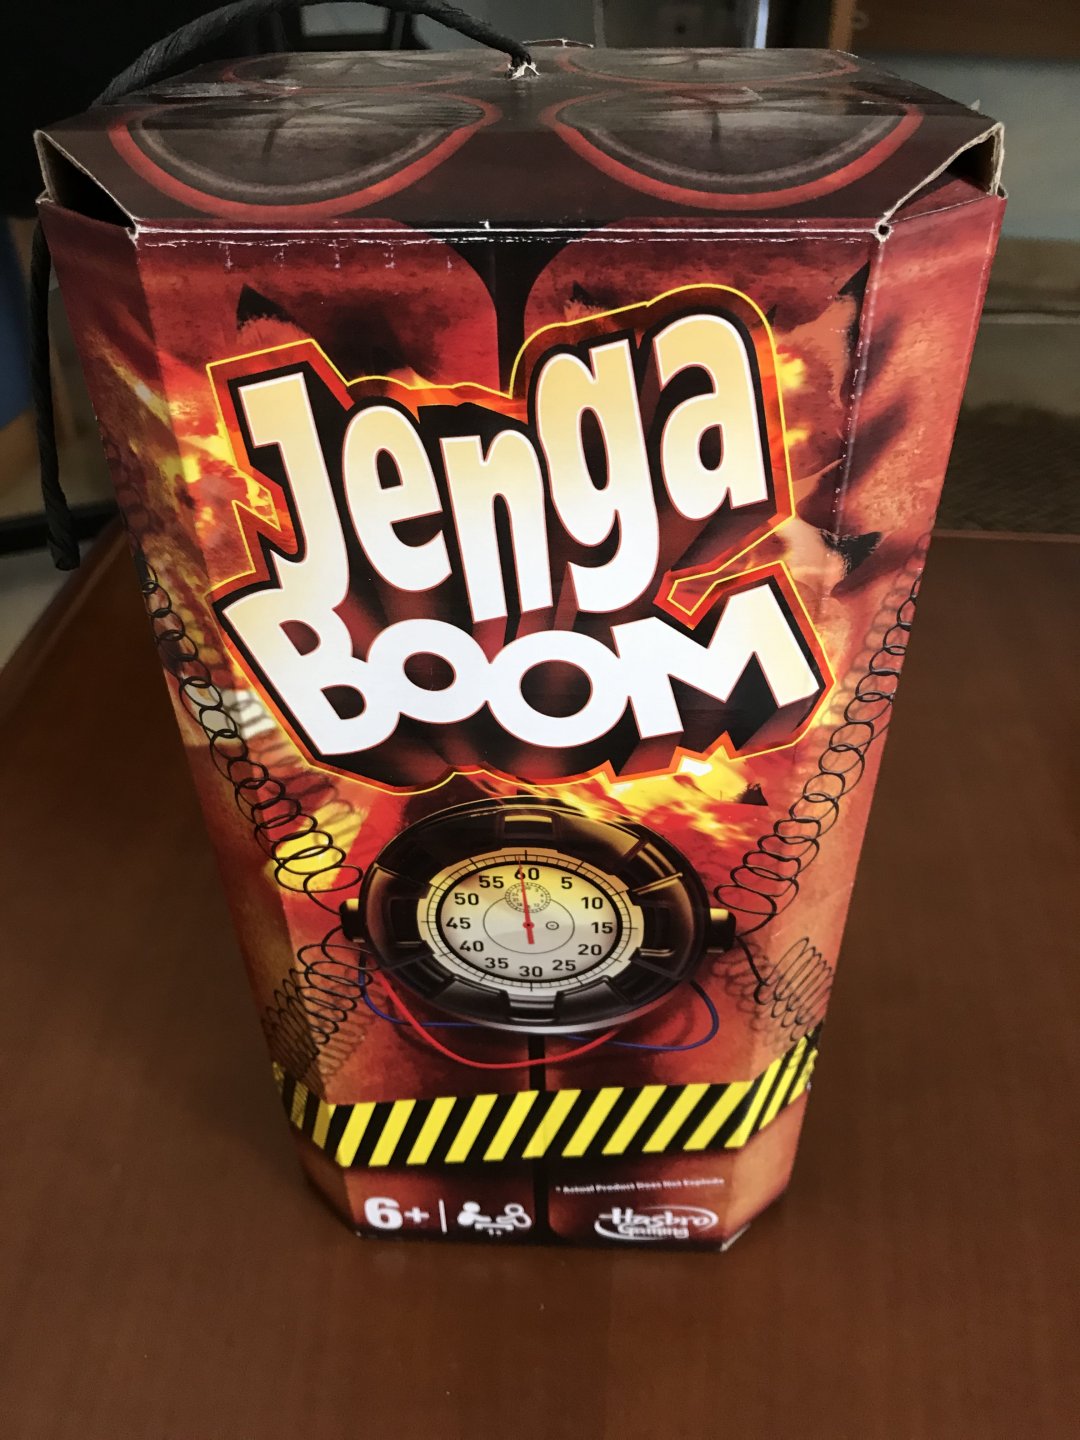 Jenga
BOOM
60
55 5
50 10
45 15
40 20
35 30 25
* Actual Product Does Not Explode
6+
Hasbro
Gaming